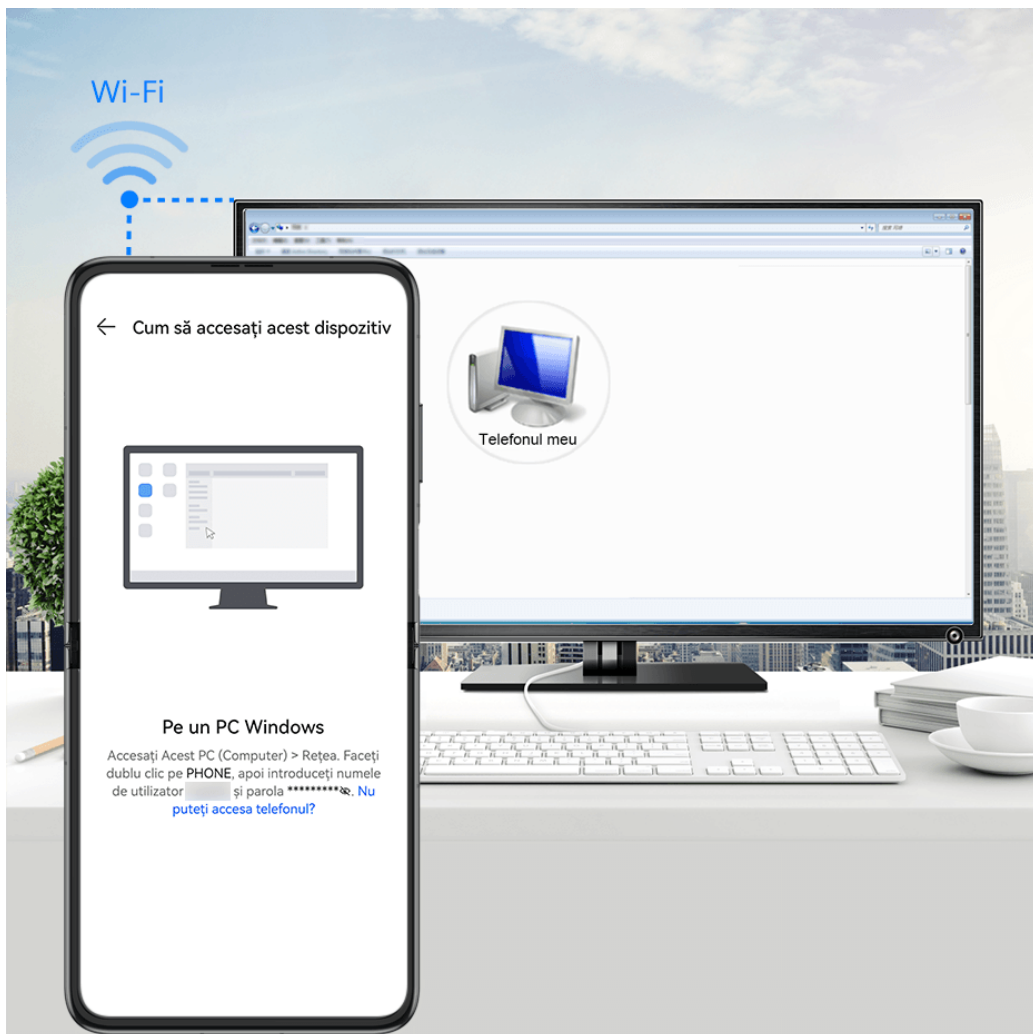 Wi-Fi
Cum să accesați acest dispozitiv
Telefonul meu
Pe un PC Windows
Accesați Acest PC (Computer) > Rețea. Faceți
dublu clic pe PHONE, apoi introduceți numele
de utilizator și parola *********. Nu
puteți accesa telefonul?